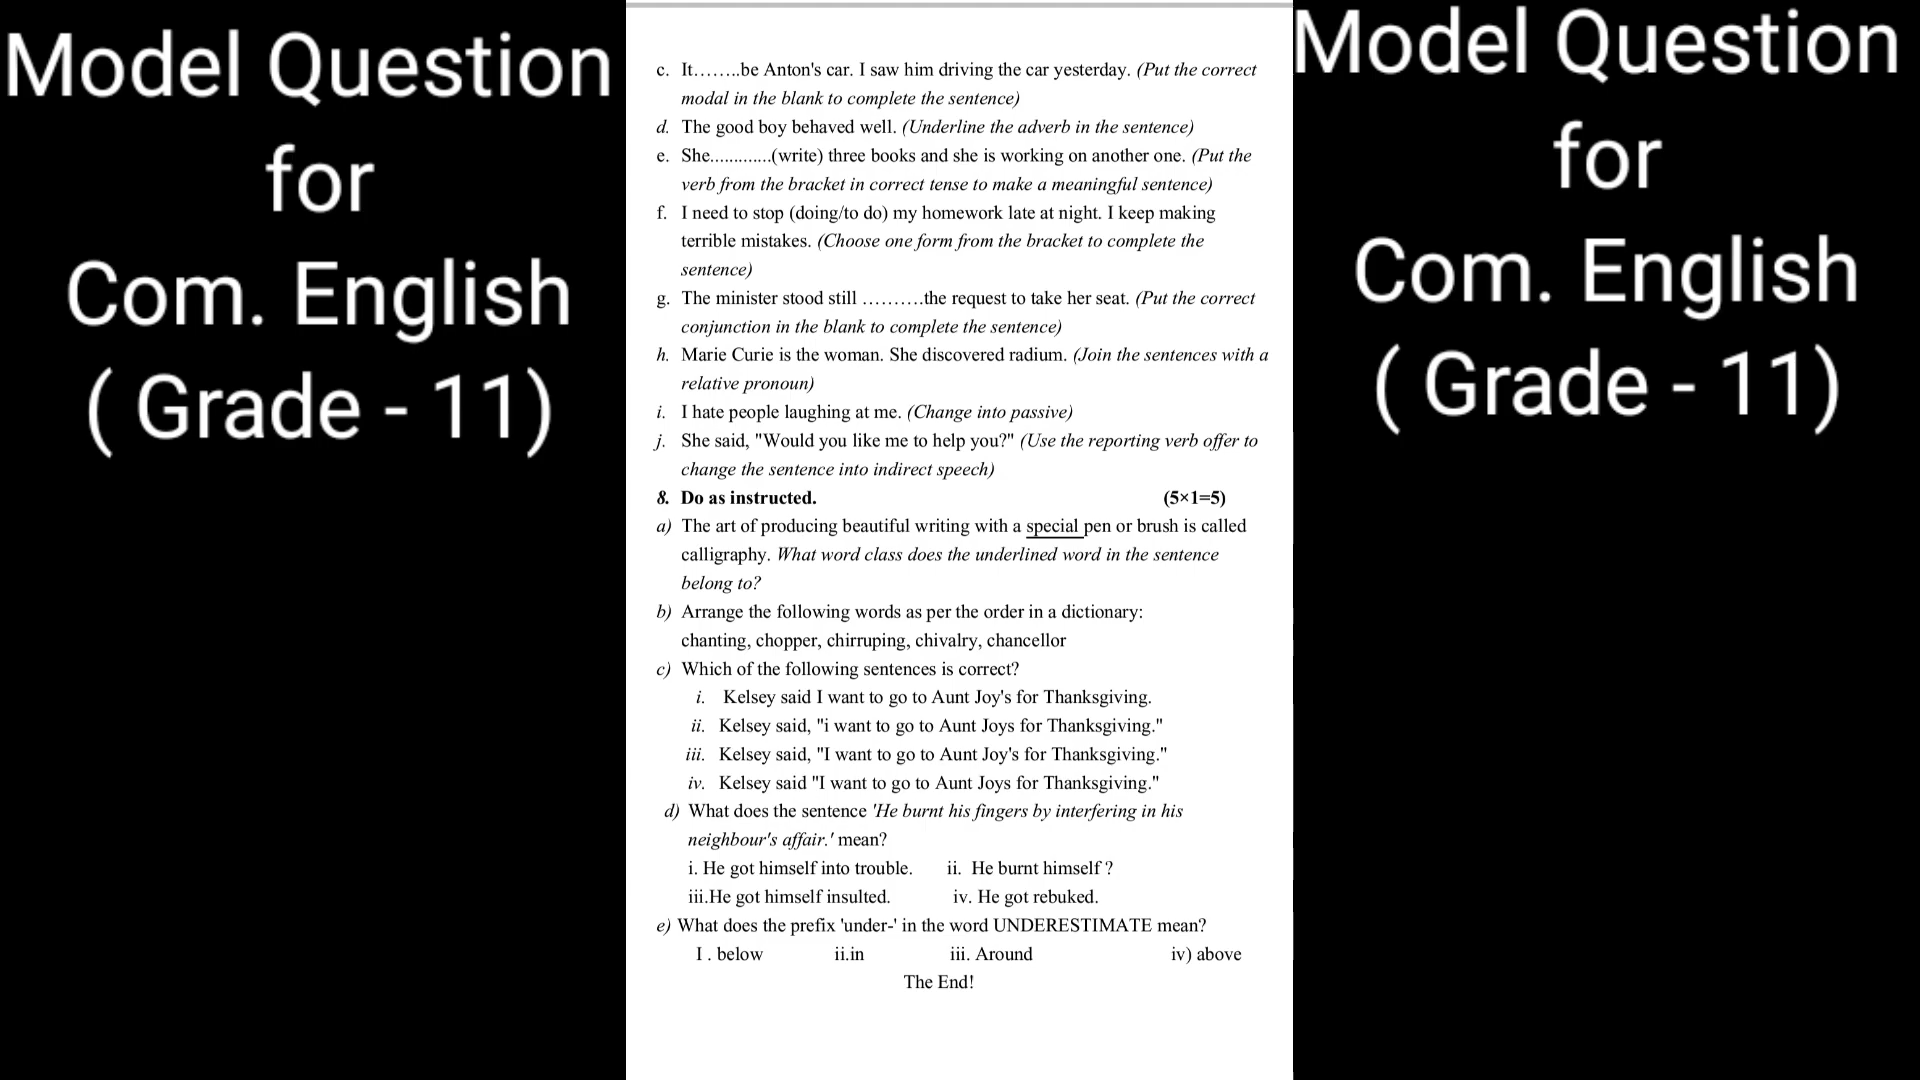 Model Question
for
Com. English
( Grade - 11)
c. It……..be Anton's car. I saw him driving the car yesterday. (Put the correct
modal in the blank to complete the sentence)
d. The good boy behaved well. (Underline the adverb in the sentence)
e. She.............(write) three books and she is working on another one. (Put the
verb from the bracket in correct tense to make a meaningful sentence)
f. I need to stop (doing/to do) my homework late at night. I keep making
terrible mistakes. (Choose one form from the bracket to complete the
sentence)
g. The minister stood still ……….the request to take her seat. (Put the correct
conjunction in the blank to complete the sentence)
h. Marie Curie is the woman. She discovered radium. (Join the sentences with a
relative pronoun)
i. I hate people laughing at me. (Change into passive)
j. She said, "Would you like me to help you?" (Use the reporting verb offer to
change the sentence into indirect speech)
8. Do as instructed. (5×1=5)
a) The art of producing beautiful writing with a special pen or brush is called
calligraphy. What word class does the underlined word in the sentence
belong to?
b) Arrange the following words as per the order in a dictionary:
chanting, chopper, chirruping, chivalry, chancellor
c) Which of the following sentences is correct?
i. Kelsey said I want to go to Aunt Joy's for Thanksgiving.
ii. Kelsey said, "i want to go to Aunt Joys for Thanksgiving."
iii. Kelsey said, "I want to go to Aunt Joy's for Thanksgiving."
iv. Kelsey said "I want to go to Aunt Joys for Thanksgiving."
d) What does the sentence 'He burnt his fingers by interfering in his
neighbour's affair.' mean?
i. He got himself into trouble. ii. He burnt himself ?
iii.He got himself insulted. iv. He got rebuked.
e) What does the prefix 'under-' in the word UNDERESTIMATE mean?
I . below ii.in iii. Around iv) above
The End!
Model Question
for
Com. English
( Grade - 11)